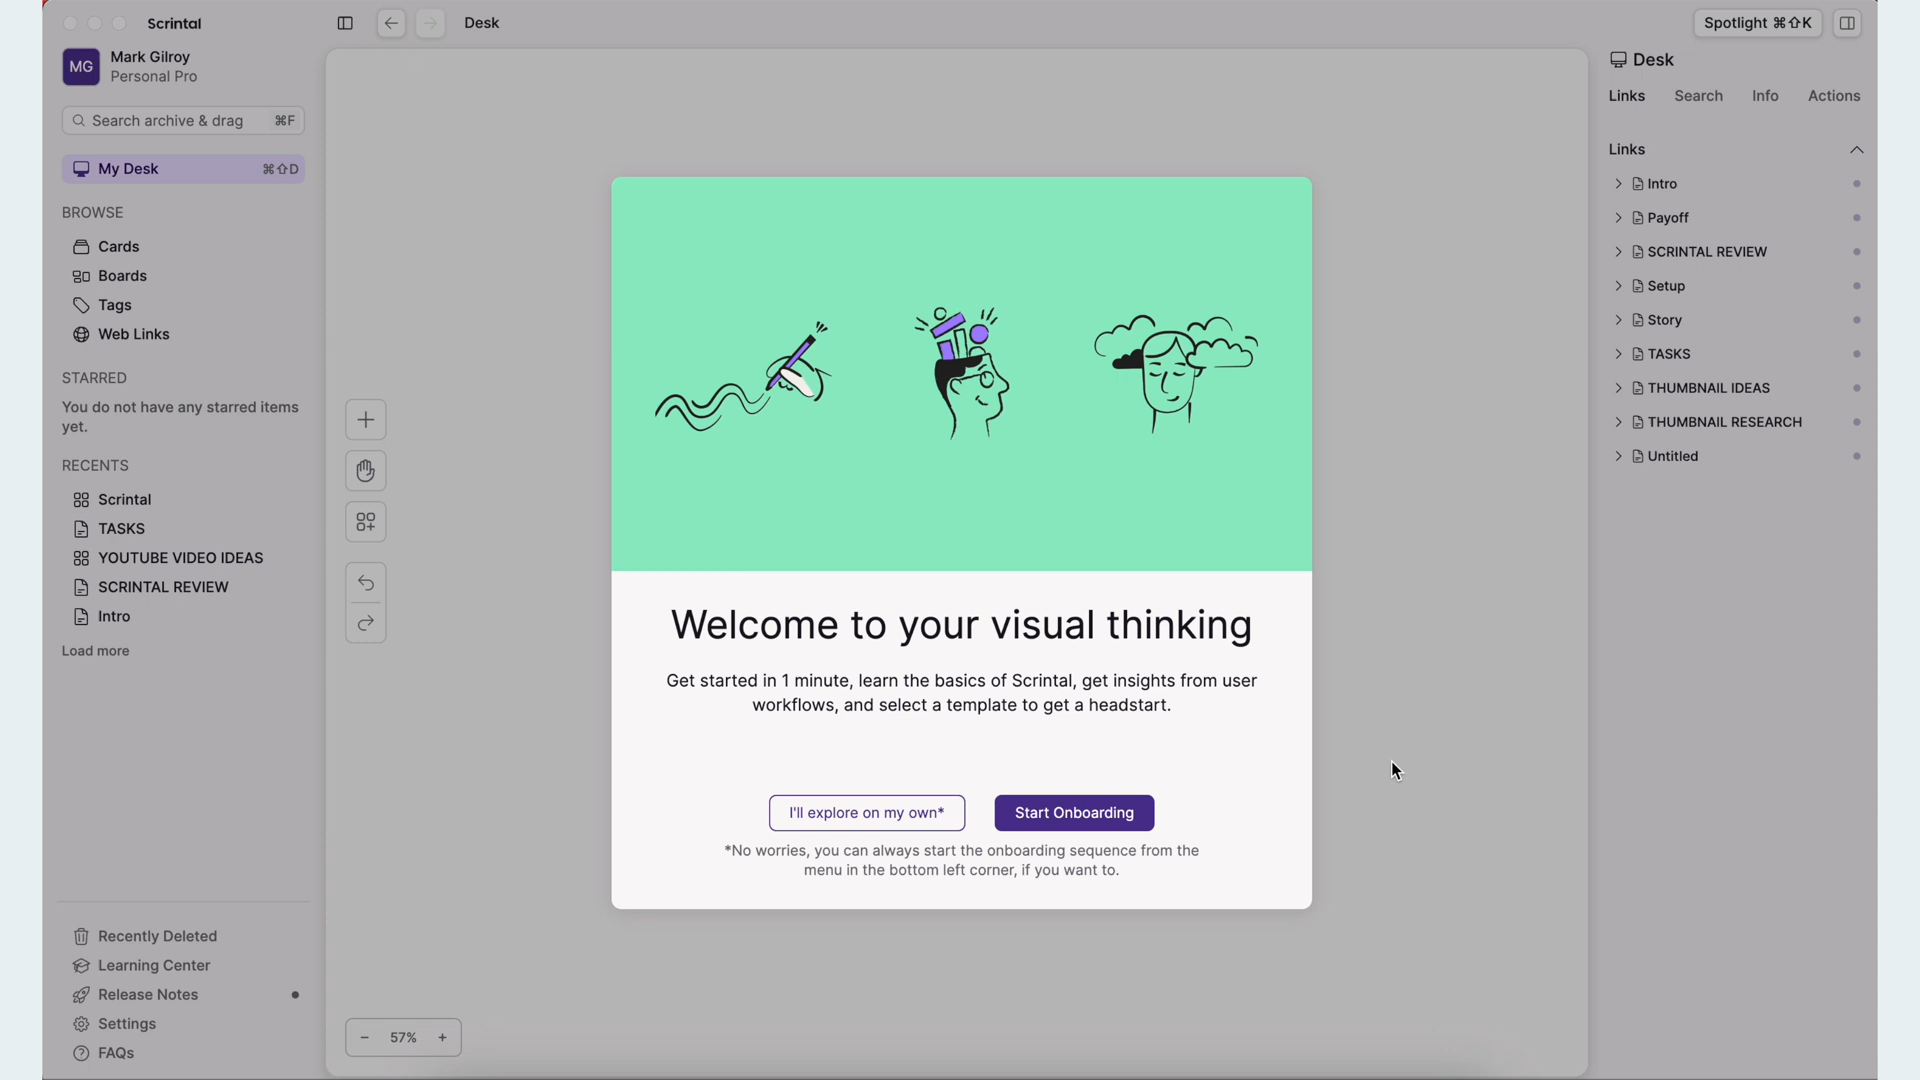 Scrintal
Desk
Spotlight ⌘⇧K
MG
Mark Gilroy
Personal Pro
Search archive & drag ⌘F
My Desk ⌘⇧D
BROWSE
Cards
Boards
Tags
Web Links
STARRED
You do not have any starred items
yet.
RECENTS
Scrintal
TASKS
YOUTUBE VIDEO IDEAS
SCRINTAL REVIEW
Intro
Load more
Recently Deleted
Learning Center
Release Notes
Settings
FAQs
57%
Welcome to your visual thinking
Get started in 1 minute, learn the basics of Scrintal, get insights from user
workflows, and select a template to get a headstart.
I'll explore on my own*
Start Onboarding
*No worries, you can always start the onboarding sequence from the
menu in the bottom left corner, if you want to.
Desk
Links Search Info Actions
Links
Intro
Payoff
SCRINTAL REVIEW
Setup
Story
TASKS
THUMBNAIL IDEAS
THUMBNAIL RESEARCH
Untitled